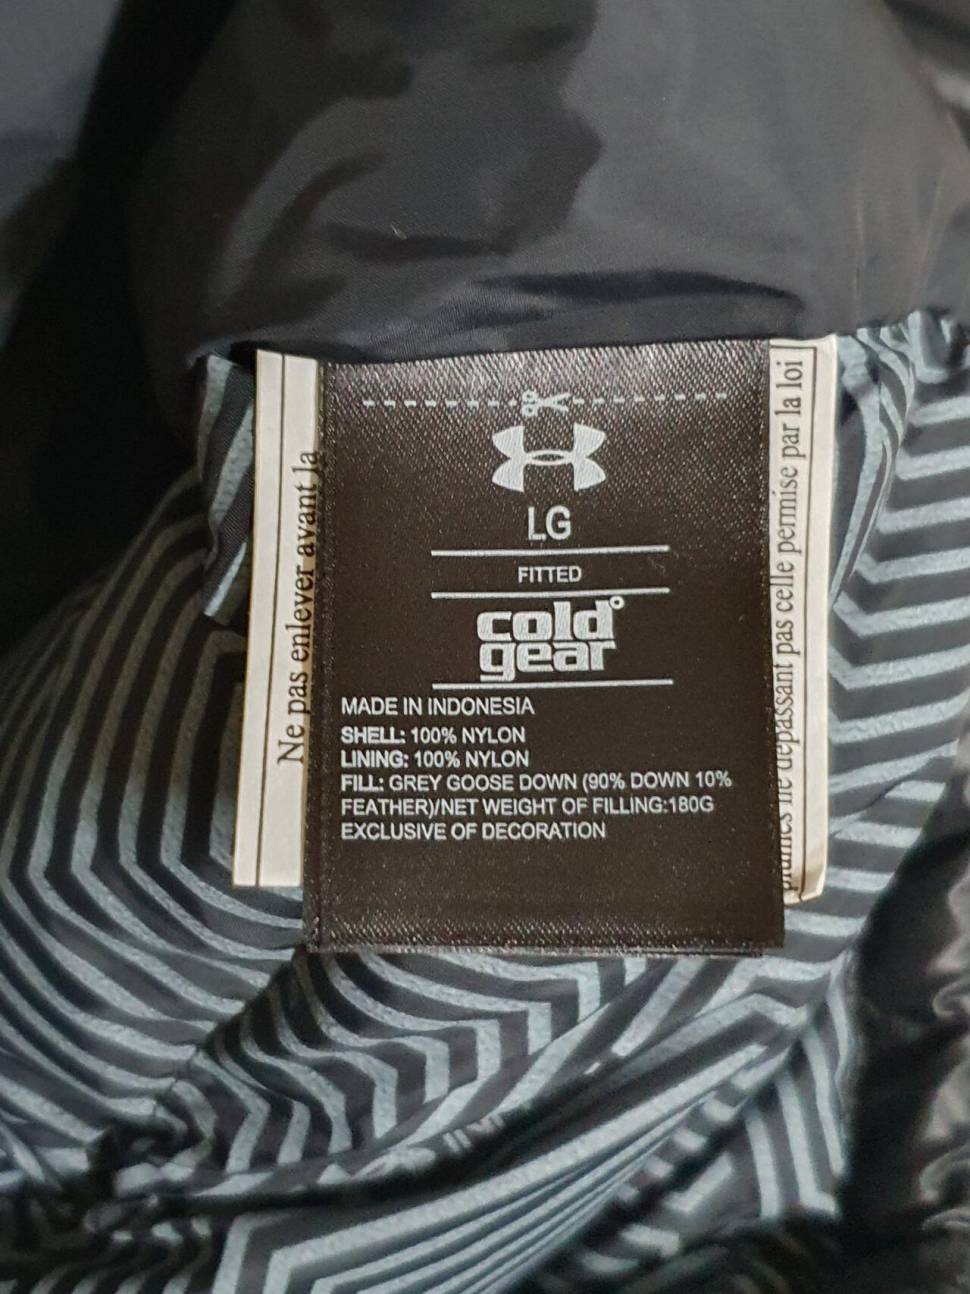 Ne pas enlever avant la
LG
FITTED
cold°
gear
MADE IN INDONESIA
SHELL: 100% NYLON
LINING: 100% NYLON
FILL: GREY GOOSE DOWN (90% DOWN 10%
FEATHER)/NET WEIGHT OF FILLING:180G
EXCLUSIVE OF DECORATION
plumes ne dépassant pas celle permise par la loi